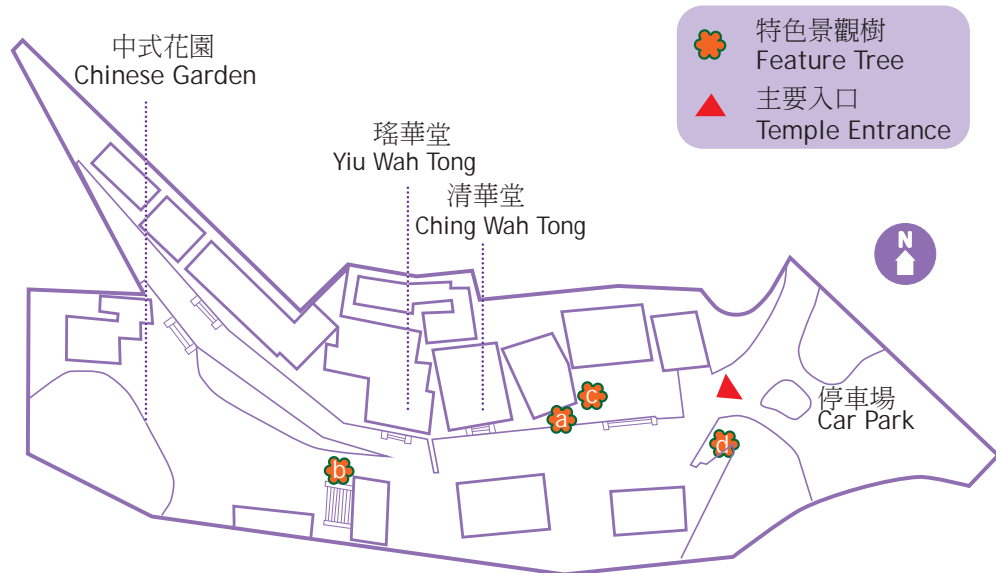 中式花園
Chinese Garden
瑤華堂
Yiu Wah Tong
清華堂
Ching Wah Tong
特色景觀樹
Feature Tree
主要入口
Temple Entrance
N
停車場
Car Park
c
a
d
b